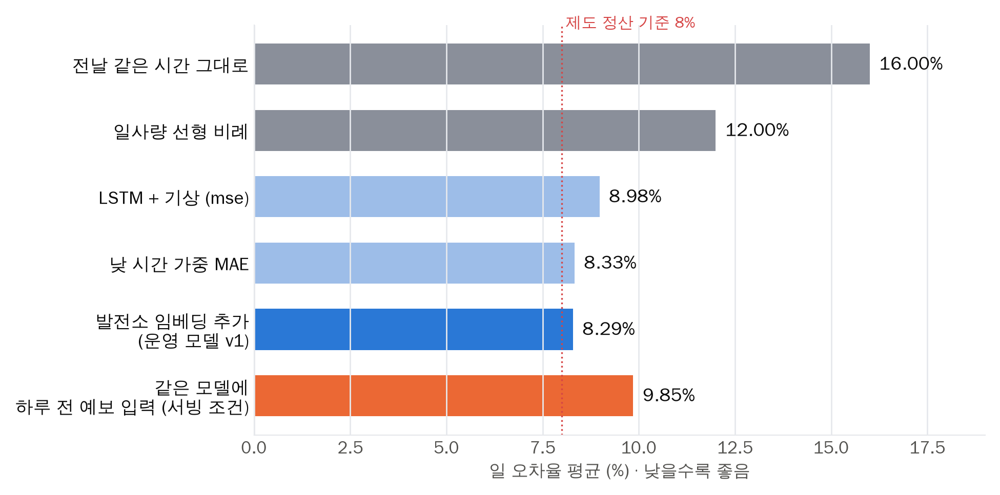 제도 정산 기준 8%
전날 같은 시간 그대로
16.00%
일사량 선형 비례
12.00%
LSTM + 기상 (mse)
8.98%
낮 시간 가중 MAE
8.33%
발전소 임베딩 추가
(운영 모델 v1)
8.29%
같은 모델에
하루 전 예보 입력 (서빙 조건)
9.85%
0.0 2.5 5.0 7.5 10.0 12.5 15.0 17.5
일 오차율 평균 (%) · 낮을수록 좋음